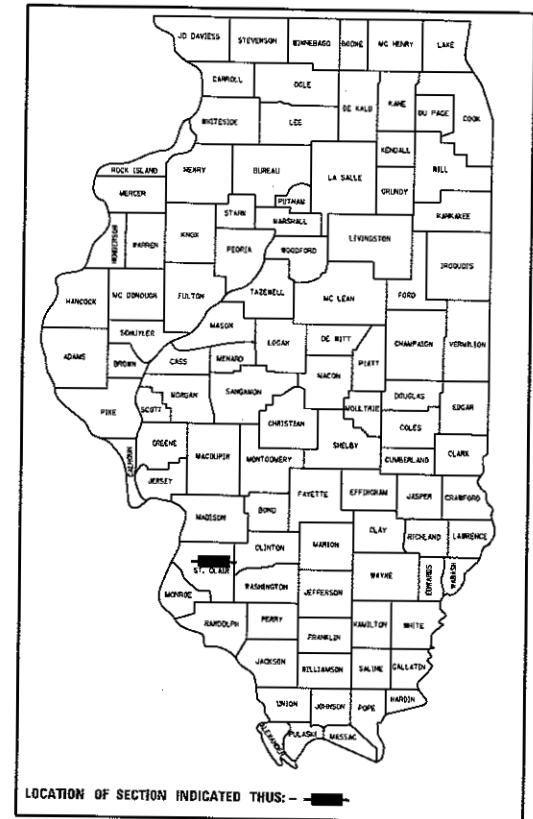 JO DAVIESS STEVENSON WINNEBAGO BOONE MC HENRY LAKE
CARROLL OGLE
DE KALB KANE DU PAGE COOK
WHITESIDE LEE
KENDALL
ROCK ISLAND HENRY BUREAU LA SALLE WILL
MERCER PUTNAM GRUNDY
STARK MARSHALL KANKAKEE
HENDERSON WARREN KNOX PEORIA WOODFORD LIVINGSTON IROQUOIS
HANCOCK MC DONOUGH FULTON TAZEWELL MC LEAN FORD
SCHUYLER MASON
ADAMS BROWN CASS MENARD LOGAN DE WITT PIATT CHAMPAIGN VERMILION
MACON
PIKE SCOTT MORGAN SANGAMON MOULTRIE DOUGLAS EDGAR
CHRISTIAN COLES
GREENE MACOUPIN MONTGOMERY SHELBY CUMBERLAND CLARK
CALHOUN JERSEY
FAYETTE EFFINGHAM JASPER CRAWFORD
MADISON BOND CLAY RICHLAND LAWRENCE
CLINTON MARION
ST. CLAIR WAYNE EDWARDS WABASH
MONROE WASHINGTON JEFFERSON
RANDOLPH PERRY HAMILTON WHITE
FRANKLIN
JACKSON WILLIAMSON SALINE GALLATIN
UNION JOHNSON POPE HARDIN
ALEXANDER PULASKI MASSAC
LOCATION OF SECTION INDICATED THUS: -